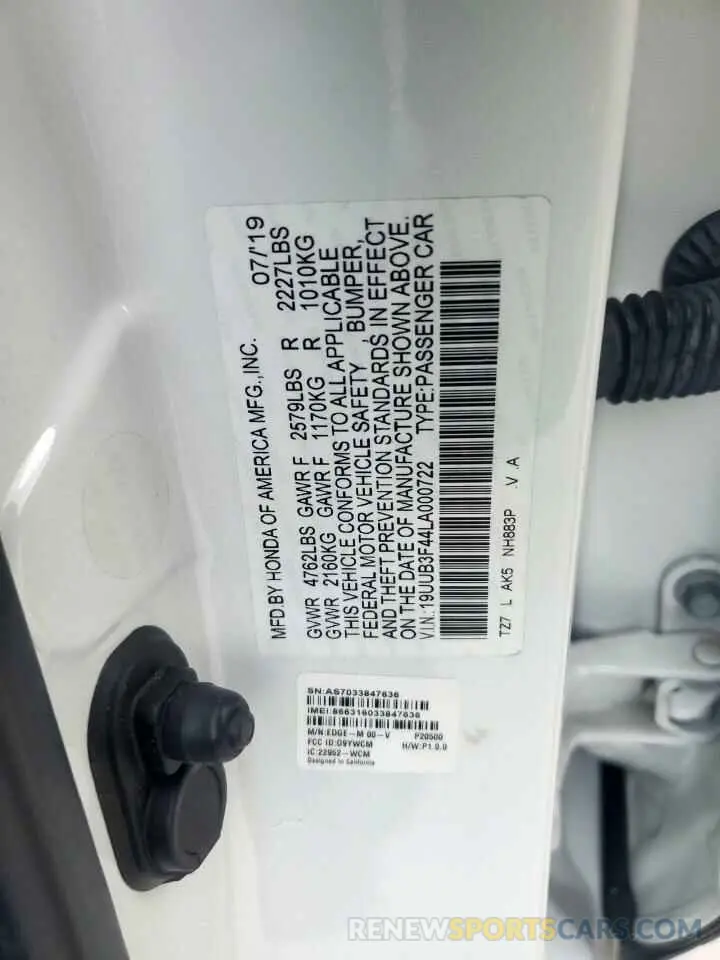 MFD.BY HONDA OF AMERICA MFG.,INC. 07/'19
GVWR 4762LBS GAWR F 2579LBS R 2227LBS
GVWR 2160KG GAWR F 1170KG R 1010KG
THIS VEHICLE CONFORMS TO ALL APPLICABLE
FEDERAL MOTOR VEHICLE SAFETY , BUMPER,
AND THEFT PREVENTION STANDARDS IN EFFECT
ON THE DATE OF MANUFACTURE SHOWN ABOVE.
V.I.N.:19UUB3F44LA000722 TYPE:PASSENGER CAR
TZ7 L AK5 NH883P .V .A
SN:AS7033847636
IMEI:866316033847636
M/N:EDGE-M 00-V P20500
FCC ID:O9YWCM H/W:P1.0.0
IC:22952-WCM
Designed in California
RENEWSPORTSCARS.COM